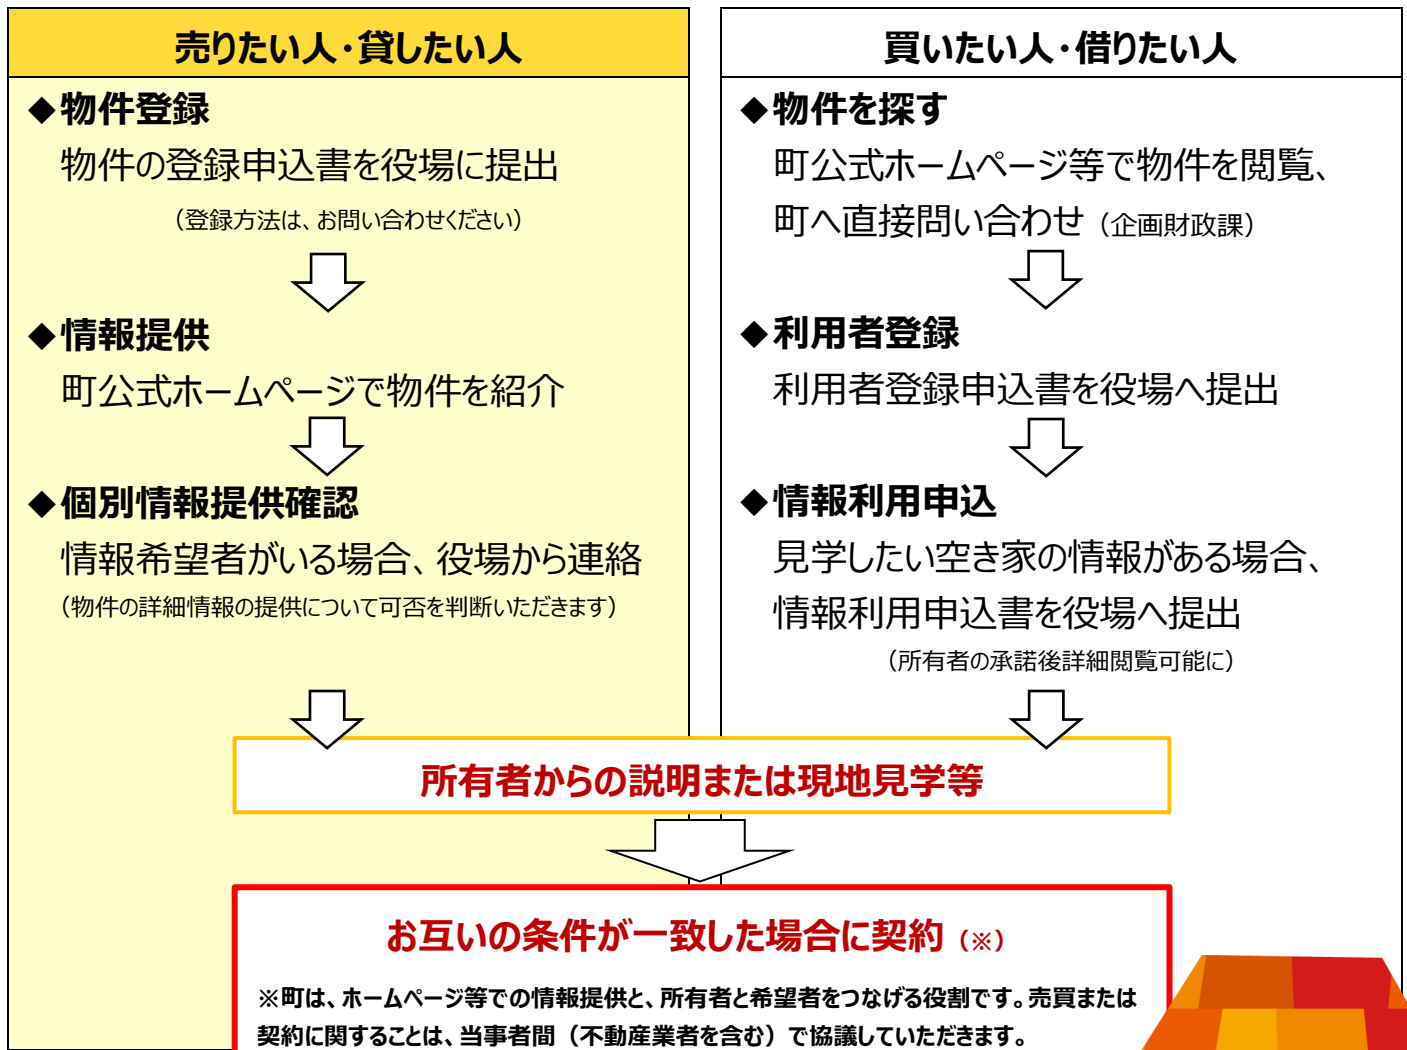 売りたい人・貸したい人
◆物件登録
物件の登録申込書を役場に提出
（登録方法は、お問い合わせください）
◆情報提供
町公式ホームページで物件を紹介
◆個別情報提供確認
情報希望者がいる場合、役場から連絡
（物件の詳細情報の提供について可否を判断いただきます）
買いたい人・借りたい人
◆物件を探す
町公式ホームページ等で物件を閲覧、
町へ直接問い合わせ（企画財政課）
◆利用者登録
利用者登録申込書を役場へ提出
◆情報利用申込
見学したい空き家の情報がある場合、
情報利用申込書を役場へ提出
（所有者の承諾後詳細閲覧可能に）
所有者からの説明または現地見学等
お互いの条件が一致した場合に契約（※）
※町は、ホームページ等での情報提供と、所有者と希望者をつなげる役割です。売買または
契約に関することは、当事者間（不動産業者を含む）で協議していただきます。